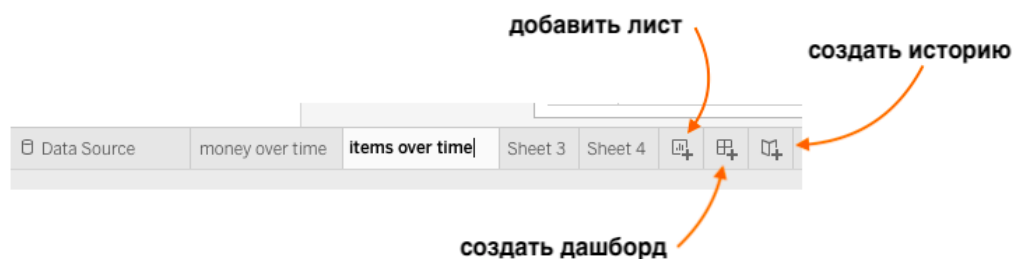 добавить лист
создать историю
Data Source
money over time
items over time
Sheet 3
Sheet 4
создать дашборд